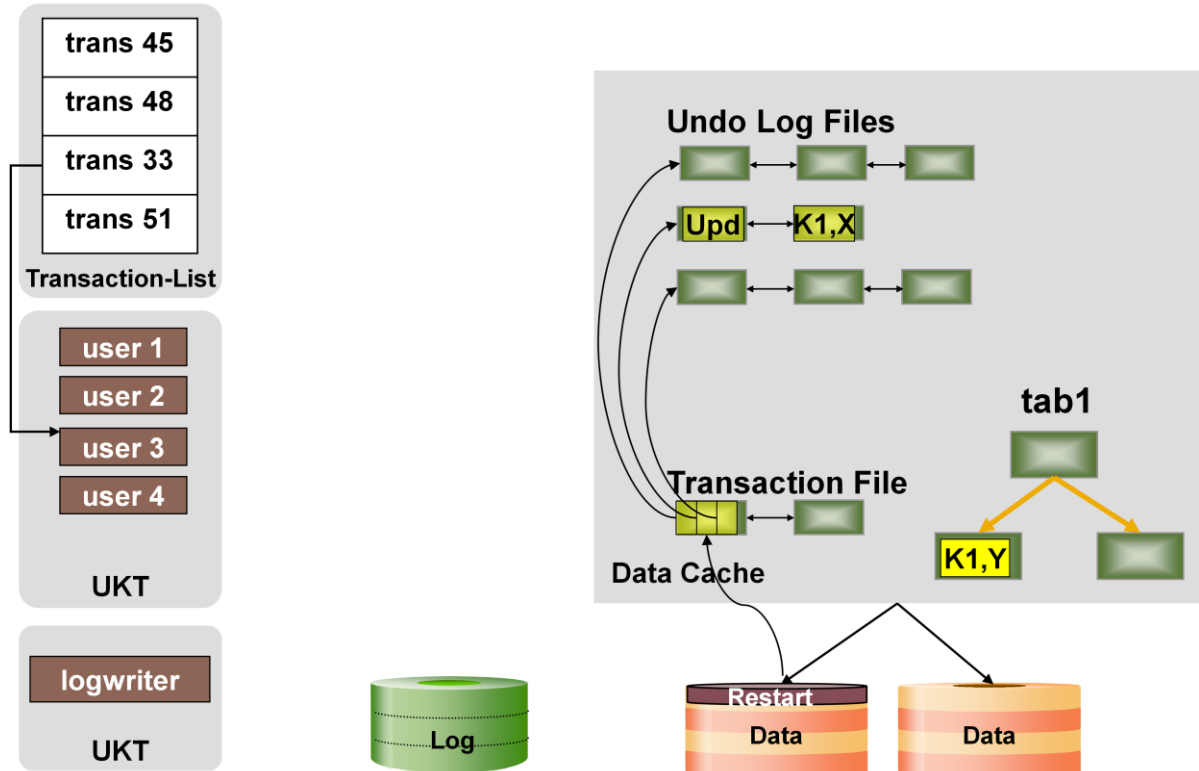 trans 45
trans 48
trans 33
trans 51
Transaction-List
user 1
user 2
user 3
user 4
UKT
logwriter
UKT
Log
Undo Log Files
Upd
K1,X
Transaction File
Data Cache
tab1
K1,Y
Restart
Data
Data